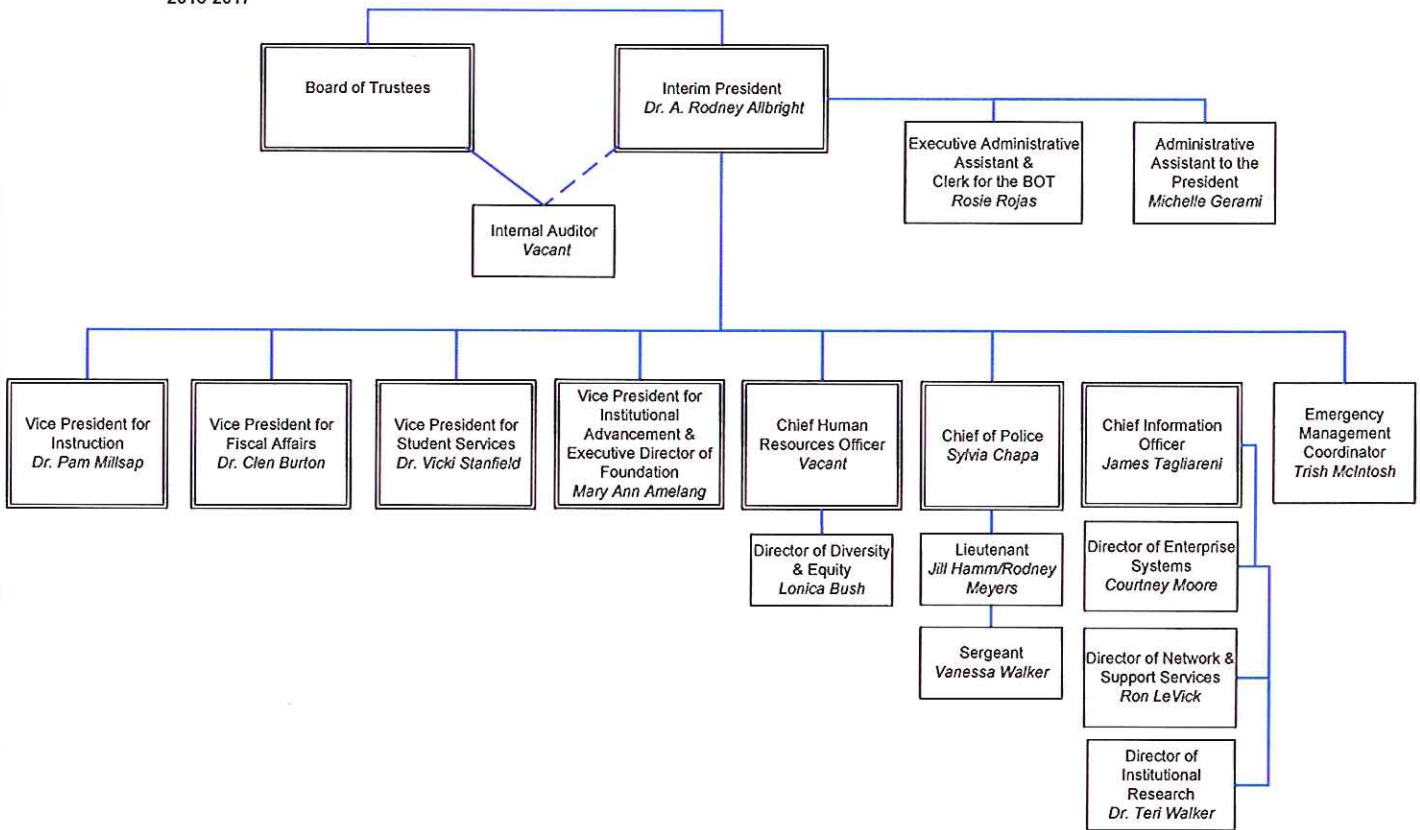 Board of Trustees
Interim President
Dr. A. Rodney Allbright
Executive Administrative
Assistant &
Clerk for the BOT
Rosie Rojas
Administrative
Assistant to the
President
Michelle Gerami
Internal Auditor
Vacant
Vice President for
Instruction
Dr. Pam Millsap
Vice President for
Fiscal Affairs
Dr. Clen Burton
Vice President for
Student Services
Dr. Vicki Stanfield
Vice President for
Institutional
Advancement &
Executive Director of
Foundation
Mary Ann Amelang
Chief Human
Resources Officer
Vacant
Chief of Police
Sylvia Chapa
Chief Information
Officer
James Tagliareni
Emergency
Management
Coordinator
Trish McIntosh
Director of Diversity
& Equity
Lonica Bush
Lieutenant
Jill Hamm/Rodney
Meyers
Director of Enterprise
Systems
Courtney Moore
Sergeant
Vanessa Walker
Director of Network &
Support Services
Ron LeVick
Director of
Institutional
Research
Dr. Teri Walker